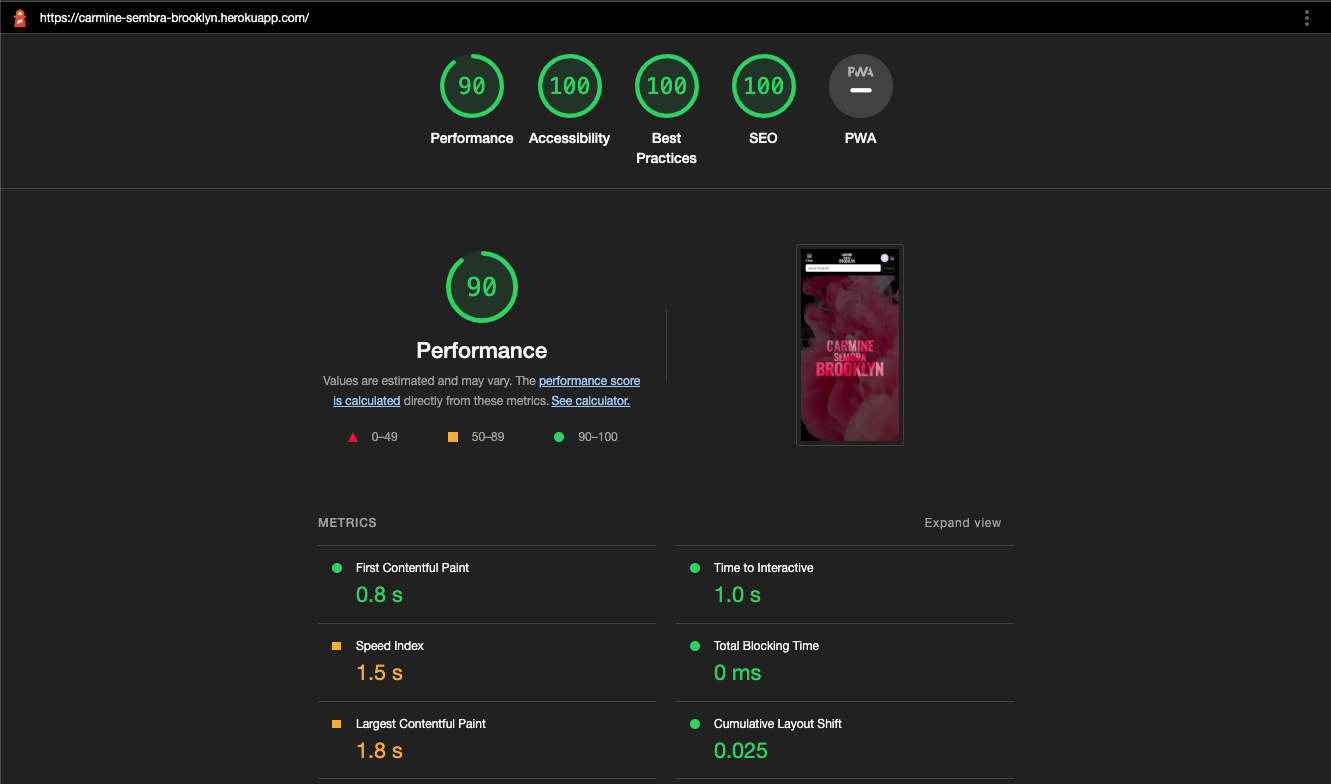 https://carmine-sembra-brooklyn.herokuapp.com/
90
100
100
100
PWA
Performance
Accessibility
Best
Practices
SEO
PWA
90
Performance
Values are estimated and may vary. The performance score
is calculated directly from these metrics. See calculator.
0–49
50–89
90–100
CARMINE
SEMBRA
BROOKLYN
CARMINE
SEMBRA
BROOKLYN
METRICS
Expand view
First Contentful Paint
0.8 s
Time to Interactive
1.0 s
Speed Index
1.5 s
Total Blocking Time
0 ms
Largest Contentful Paint
1.8 s
Cumulative Layout Shift
0.025